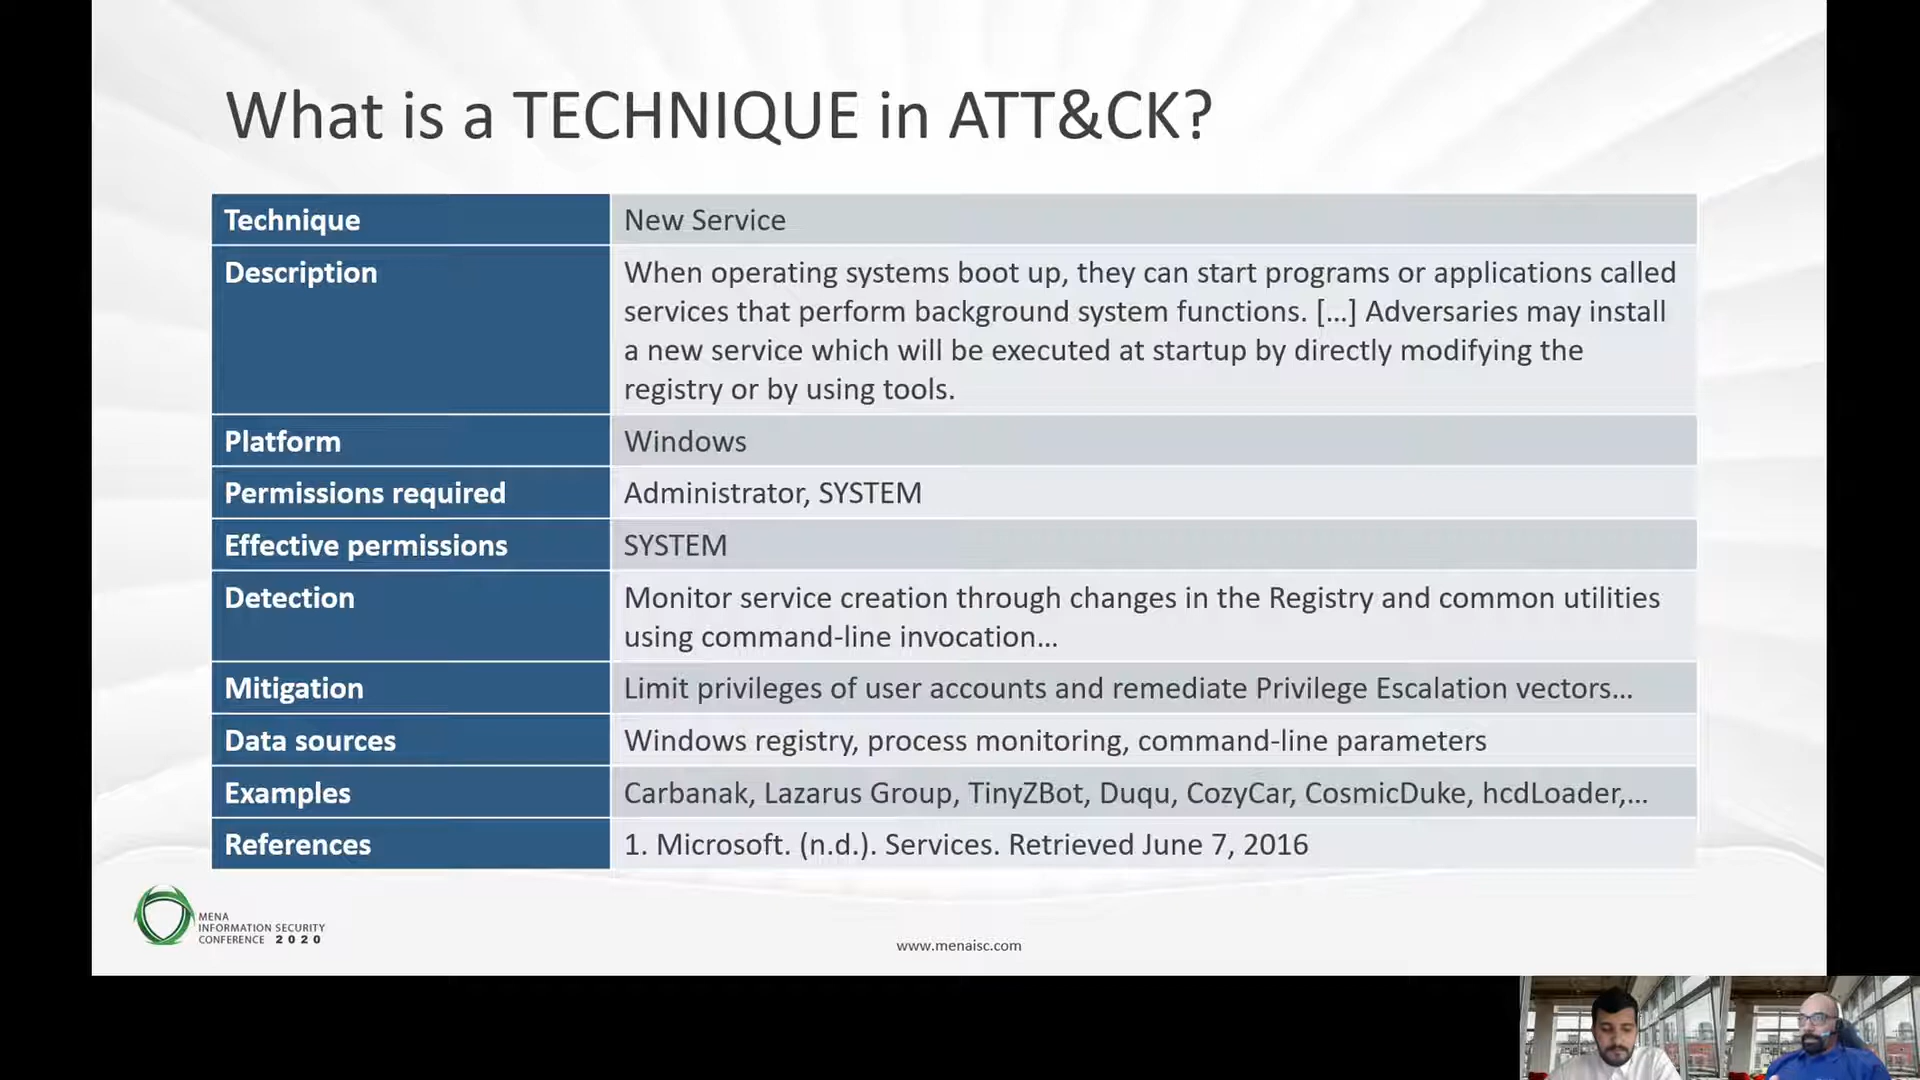 What is a TECHNIQUE in ATT&CK?
Technique
New Service
Description
When operating systems boot up, they can start programs or applications called
services that perform background system functions. [...] Adversaries may install
a new service which will be executed at startup by directly modifying the
registry or by using tools.
Platform
Windows
Permissions required
Administrator, SYSTEM
Effective permissions
SYSTEM
Detection
Monitor service creation through changes in the Registry and common utilities
using command-line invocation...
Mitigation
Limit privileges of user accounts and remediate Privilege Escalation vectors...
Data sources
Windows registry, process monitoring, command-line parameters
Examples
Carbanak, Lazarus Group, TinyZBot, Duqu, CozyCar, CosmicDuke, hcdLoader,...
References
1. Microsoft. (n.d.). Services. Retrieved June 7, 2016
MENA
INFORMATION SECURITY
CONFERENCE 2020
www.menaisc.com